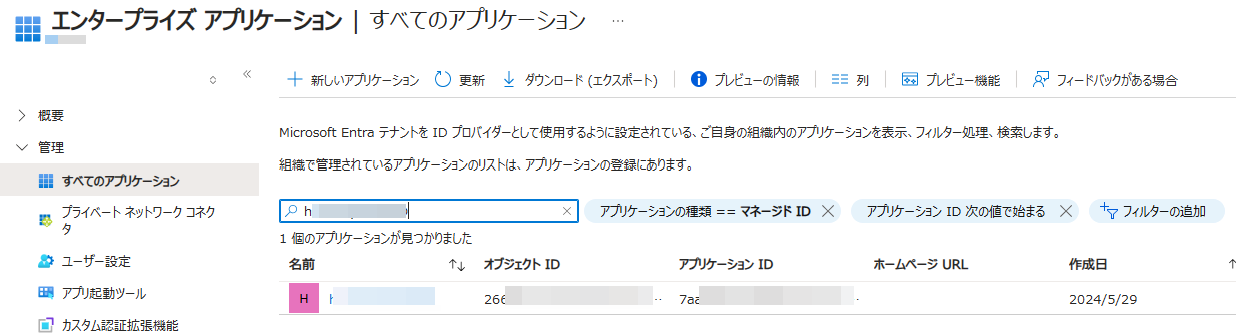 エンタープライズ アプリケーション | すべてのアプリケーション …
新しいアプリケーション 更新 ダウンロード (エクスポート) プレビューの情報 列 プレビュー機能 フィードバックがある場合
概要
管理
すべてのアプリケーション
プライベート ネットワーク コネク
タ
ユーザー設定
アプリ起動ツール
カスタム認証拡張機能
Microsoft Entra テナントを ID プロバイダーとして使用するように設定されている、ご自身の組織内のアプリケーションを表示、フィルター処理、検索します。
組織で管理されているアプリケーションのリストは、アプリケーションの登録にあります。
h アプリケーションの種類 == マネージド ID アプリケーション ID 次の値で始まる フィルターの追加
1 個のアプリケーションが見つかりました
名前 オブジェクト ID アプリケーション ID ホームページ URL 作成日
H h 266 … 7aa 2024/5/29